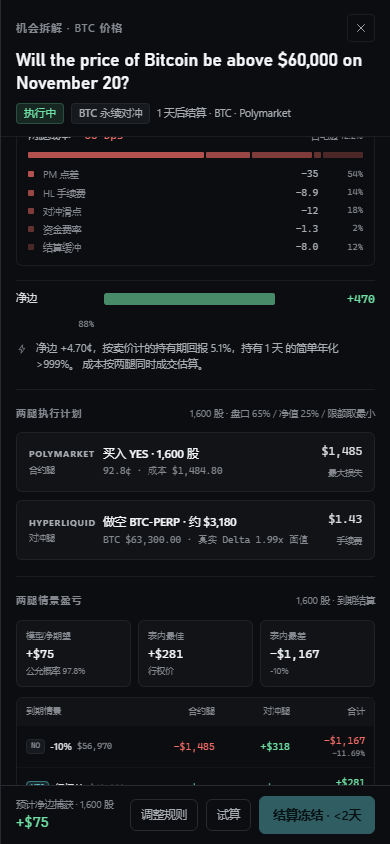 机会拆解 · BTC 价格
Will the price of Bitcoin be above $60,000 on
November 20?
执行中
BTC 永续对冲
1 天后结算 · BTC · Polymarket
PM 点差
−35
54%
HL 手续费
−8.9
14%
对冲滑点
−12
18%
资金费率
−1.3
2%
结算缓冲
−8.0
12%
净边
+470
88%
净边 +4.70¢，按卖价计的持有期回报 5.1%，持有 1 天 的简单年化
>999%。 成本按两腿同时成交估算。
两腿执行计划
1,600 股 · 盘口 65% / 净值 25% / 限额取最小
POLYMARKET
买入 YES · 1,600 股
$1,485
合约腿
92.8¢ · 成本 $1,484.80
最大损失
HYPERLIQUID
做空 BTC-PERP · 约 $3,180
$1.43
对冲腿
BTC $63,300.00 · 真实 Delta 1.99x 面值
手续费
两腿情景盈亏
1,600 股 · 到期结算
模型净期望
+$75
公允概率 97.8%
表内最佳
+$281
行权价
表内最差
−$1,167
-10%
到期情景
合约腿
对冲腿
合计
NO
-10%
$56,970
−$1,485
+$318
−$1,167
−11.69%
+$281
预计净边捕获 · 1,600 股
+$75
调整规则
试算
结算冻结 · <2天